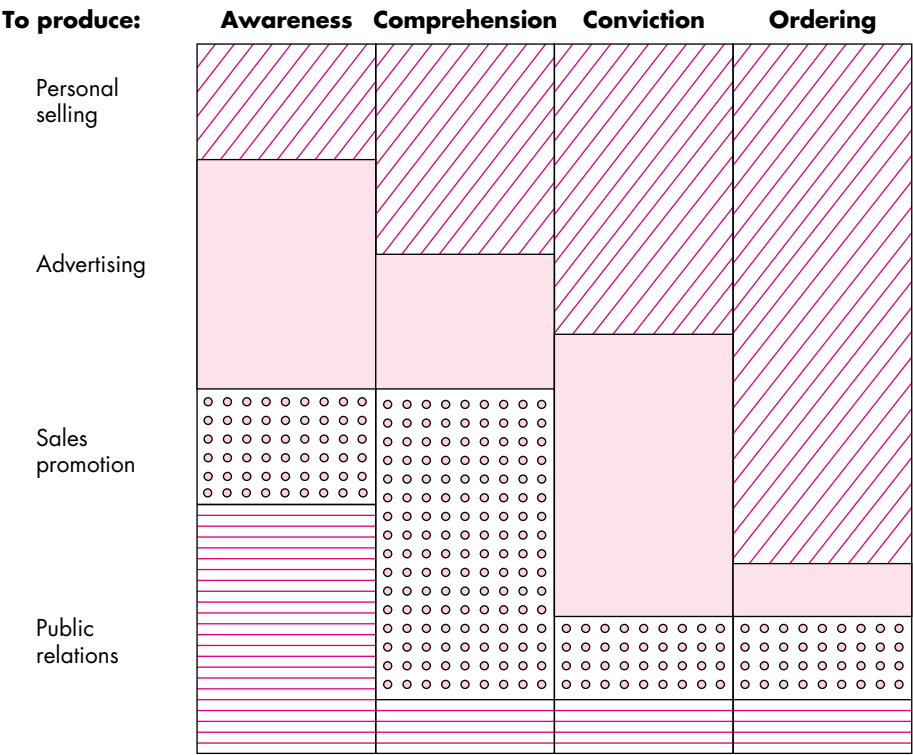 To produce: Awareness Comprehension Conviction Ordering
Personal
selling
Advertising
Sales
promotion
Public
relations